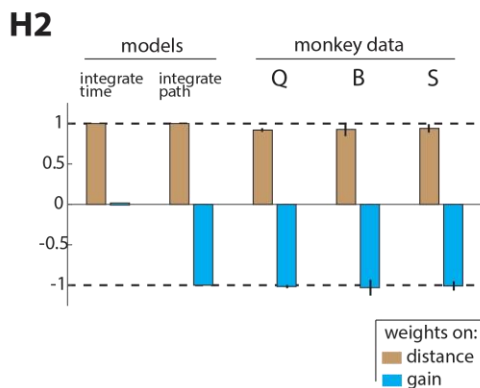 H2
models monkey data
integrate time integrate path Q B S
1
0.5
0
-0.5
-1
weights on:
distance
gain